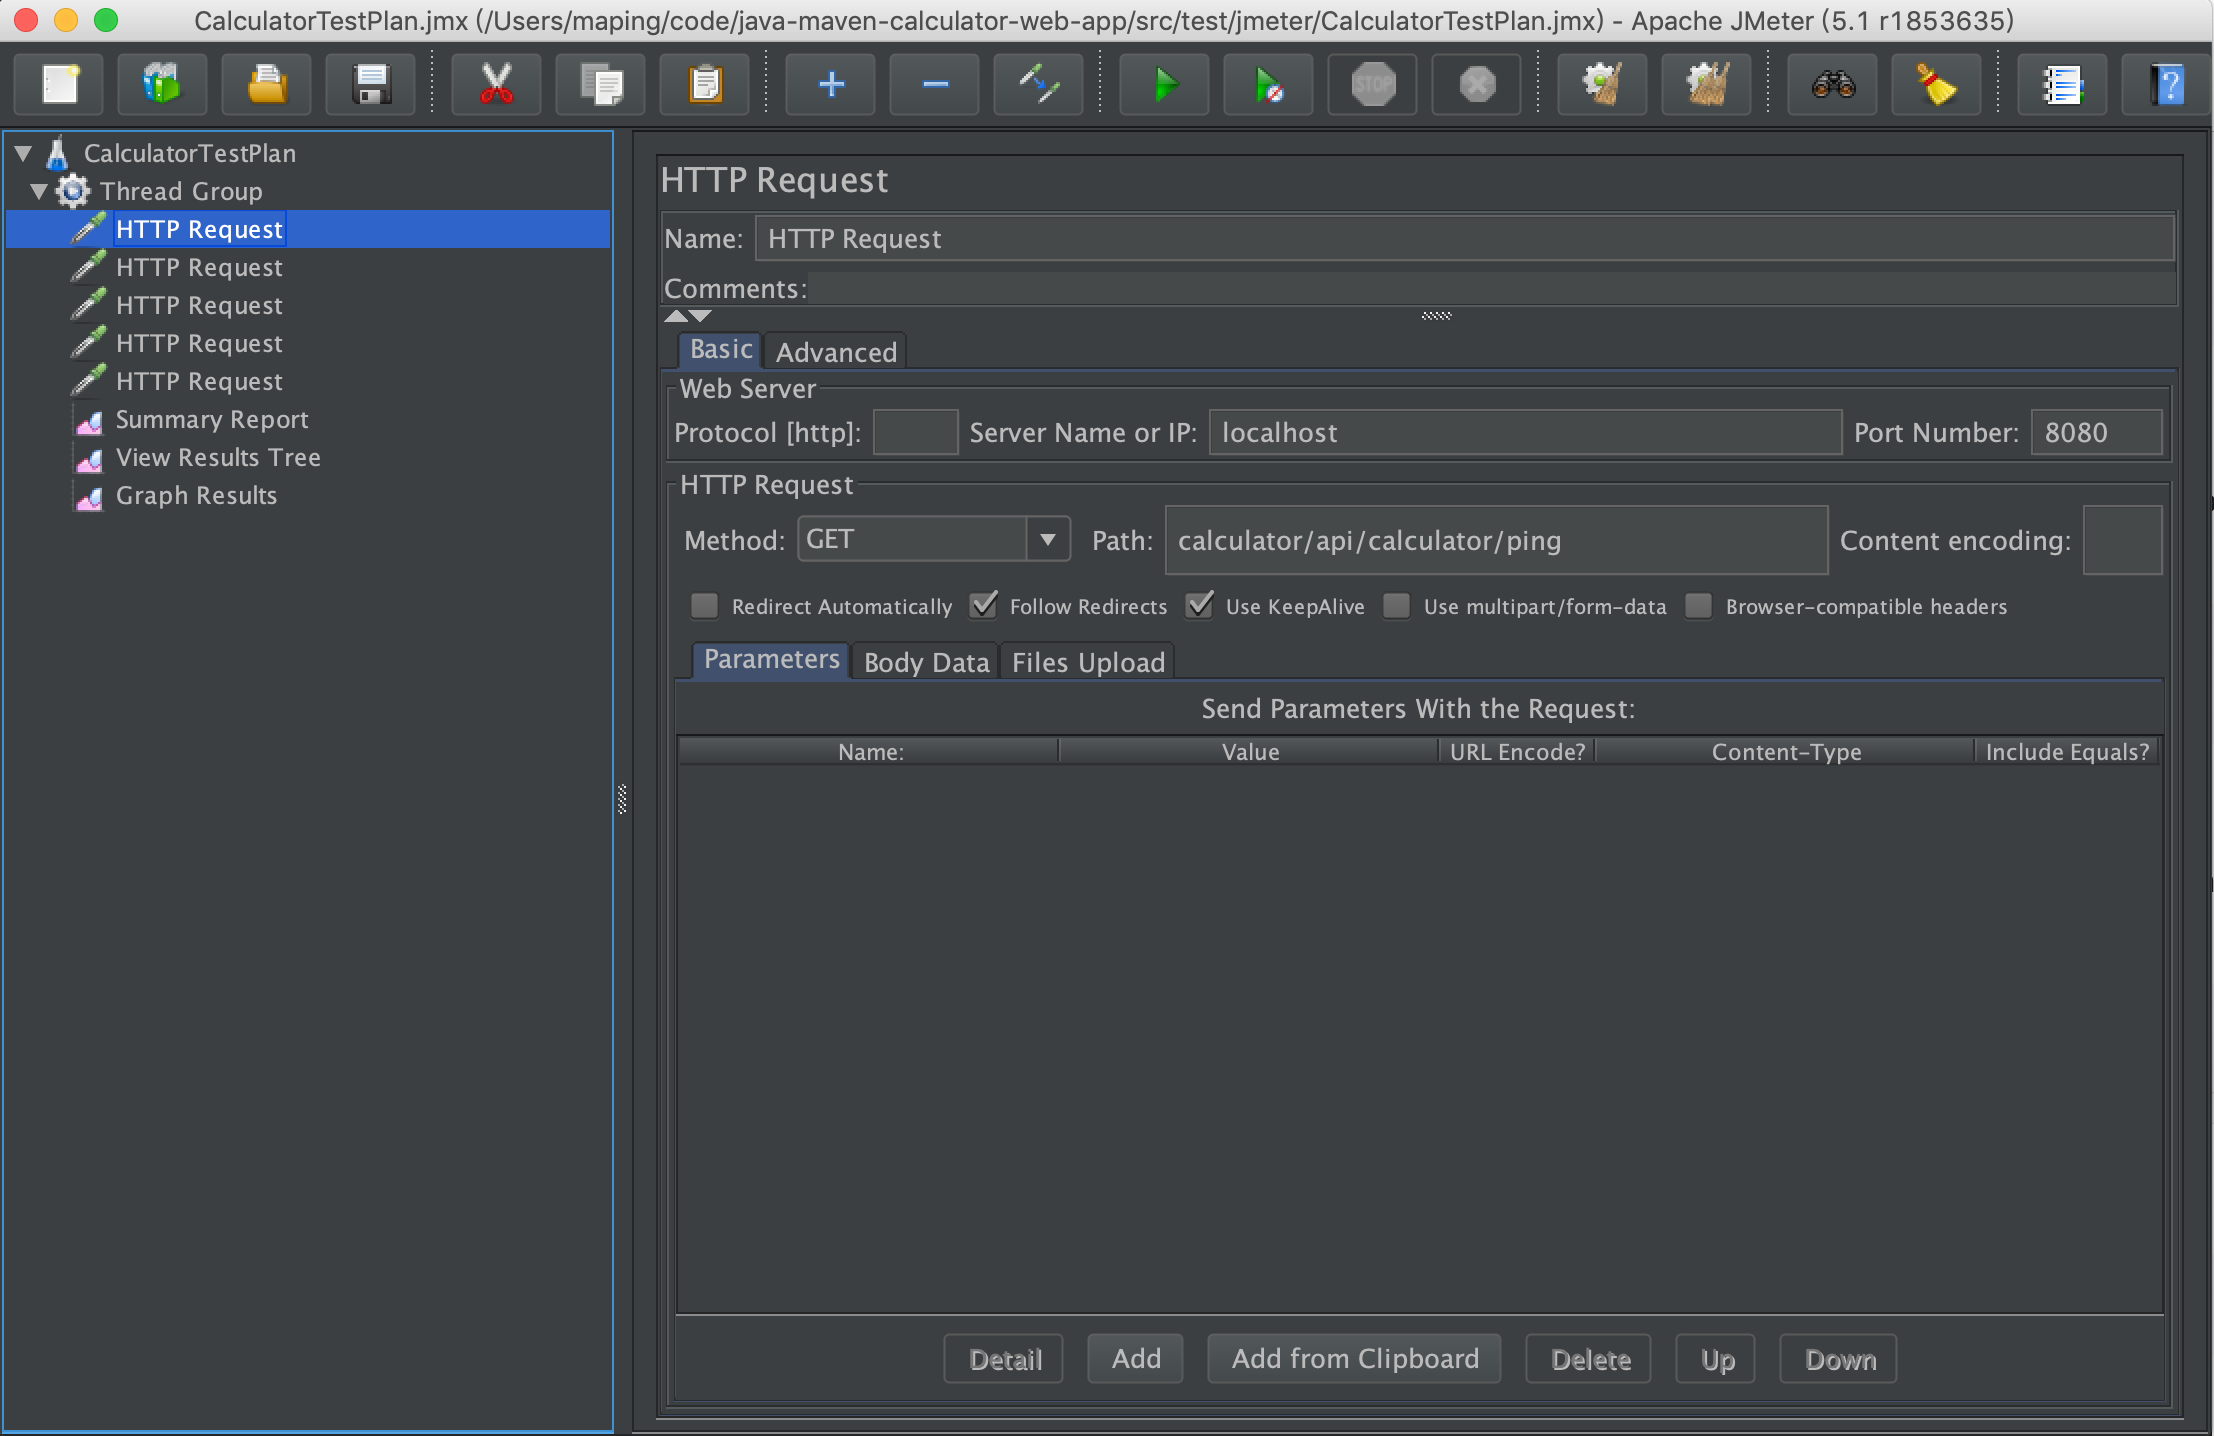 CalculatorTestPlan.jmx (/Users/maping/code/java-maven-calculator-web-app/src/test/jmeter/CalculatorTestPlan.jmx) - Apache JMeter (5.1 r1853635)
STOP
?
CalculatorTestPlan
Thread Group
HTTP Request
HTTP Request
HTTP Request
HTTP Request
HTTP Request
Summary Report
View Results Tree
Graph Results
HTTP Request
Name: HTTP Request
Comments:
Basic Advanced
Web Server
Protocol [http]: Server Name or IP: localhost Port Number: 8080
HTTP Request
Method: GET Path: calculator/api/calculator/ping Content encoding:
Redirect Automatically Follow Redirects Use KeepAlive Use multipart/form-data Browser-compatible headers
Parameters Body Data Files Upload
Send Parameters With the Request:
Name: Value URL Encode? Content-Type Include Equals?
Detail Add Add from Clipboard Delete Up Down